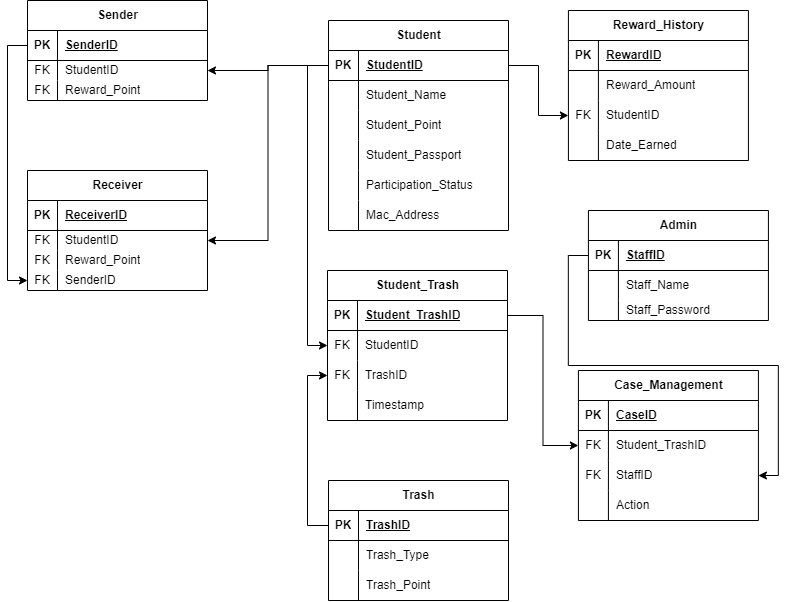 Sender
PK SenderID
FK StudentID
FK Reward_Point
Receiver
PK ReceiverID
FK StudentID
FK Reward_Point
FK SenderID
Student
PK StudentID
Student_Name
Student_Point
Student_Passport
Participation_Status
Mac_Address
Student_Trash
PK Student_TrashID
FK StudentID
FK TrashID
Timestamp
Trash
PK TrashID
Trash_Type
Trash_Point
Reward_History
PK RewardID
Reward_Amount
FK StudentID
Date_Earned
Admin
PK StaffID
Staff_Name
Staff_Password
Case_Management
PK CaseID
FK Student_TrashID
FK StaffID
Action